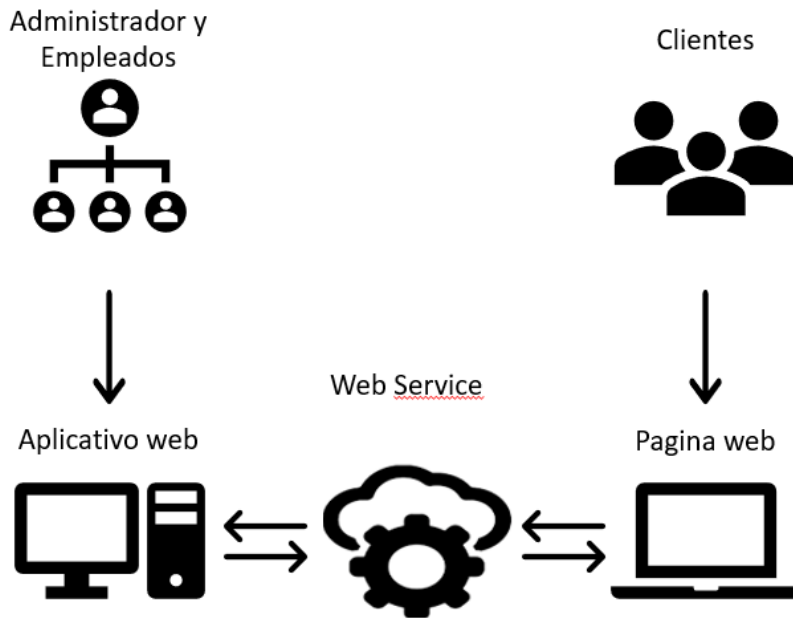 Administrador y
Empleados
Clientes
Web Service
Aplicativo web
Pagina web